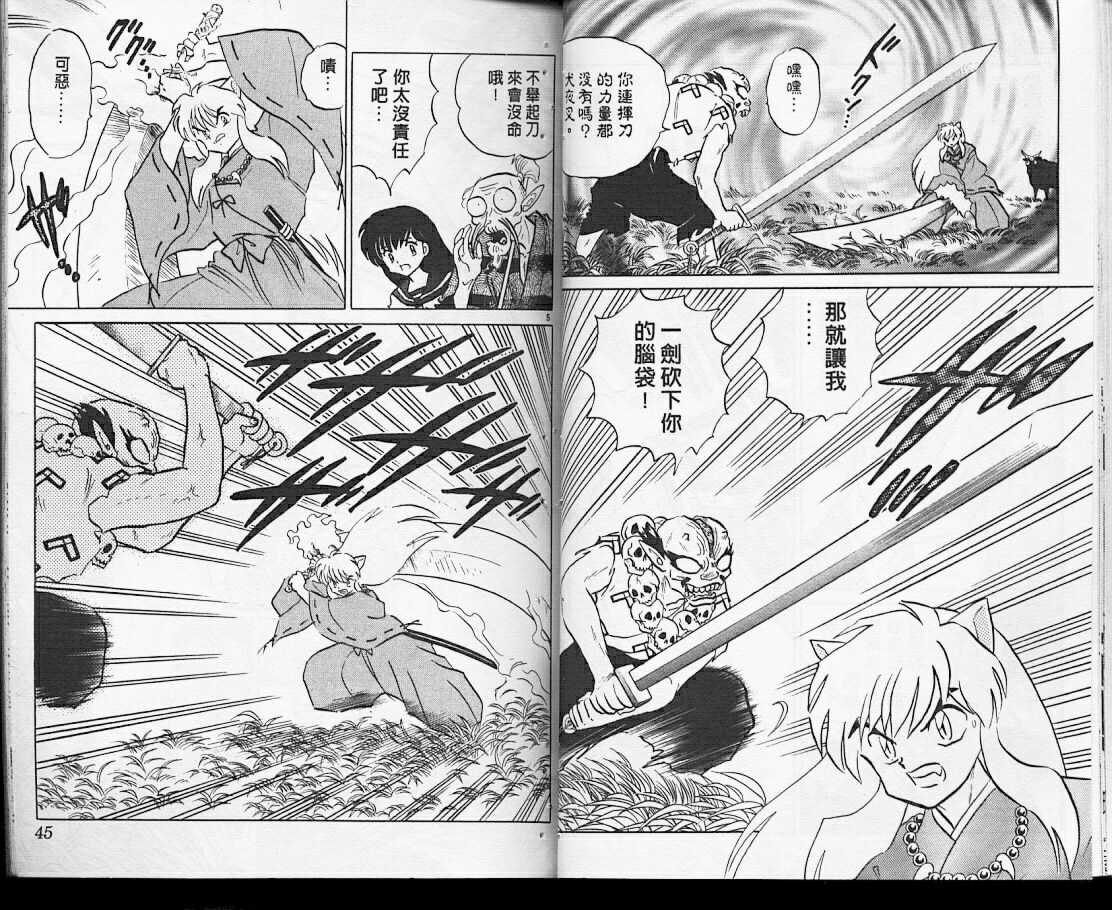 嘿嘿…
你連揮刀
的力量都
沒有嗎？
犬夜叉。
那就讓我
……
一劍砍下你
的腦袋！
不舉起刀
來會沒命
哦！
你太沒責任
了吧…
嘖…
可惡……
45